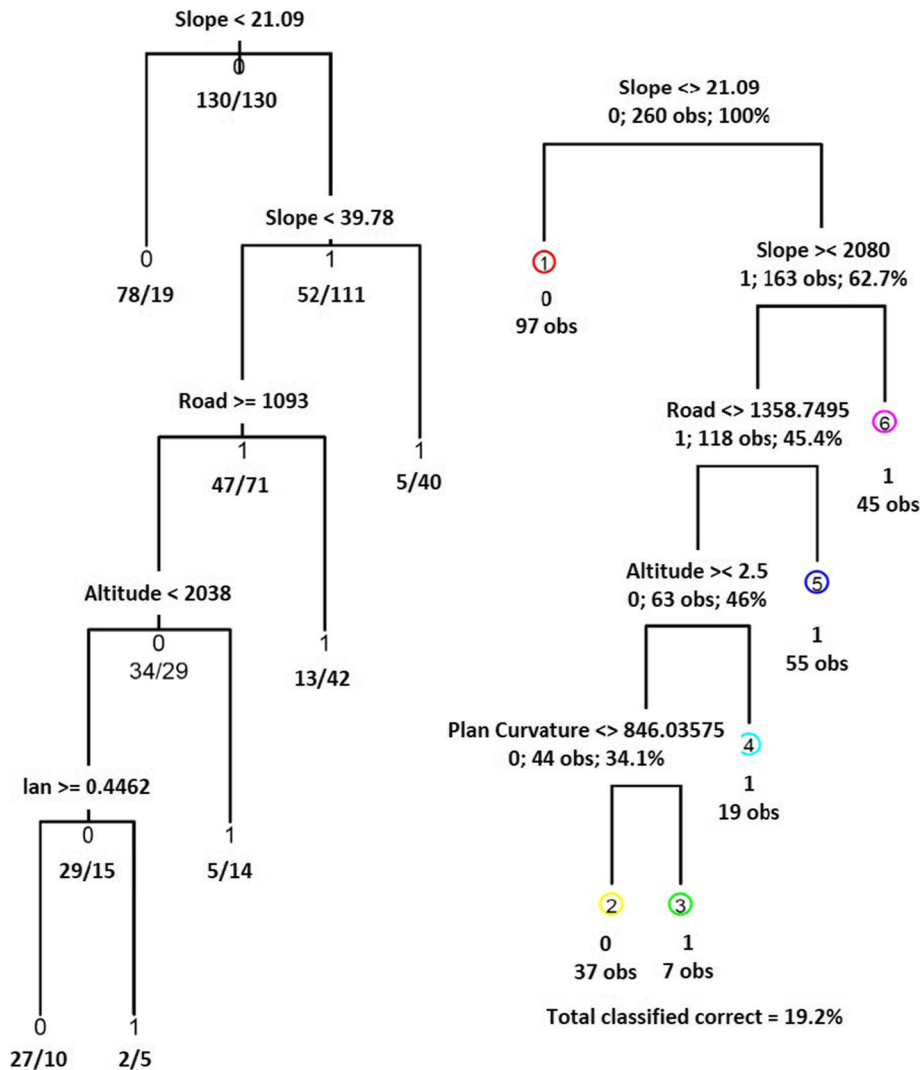 Slope < 21.09
0
130/130
0
78/19
Slope < 39.78
1
52/111
Road >= 1093
1
47/71
1
5/40
Altitude < 2038
0
34/29
1
13/42
lan >= 0.4462
0
29/15
1
5/14
0
27/10
1
2/5
Slope <> 21.09
0; 260 obs; 100%
1
0
97 obs
Slope >< 2080
1; 163 obs; 62.7%
Road <> 1358.7495
1; 118 obs; 45.4%
6
1
45 obs
Altitude >< 2.5
0; 63 obs; 46%
5
1
55 obs
Plan Curvature <> 846.03575
0; 44 obs; 34.1%
4
1
19 obs
2
0
37 obs
3
1
7 obs
Total classified correct = 19.2%